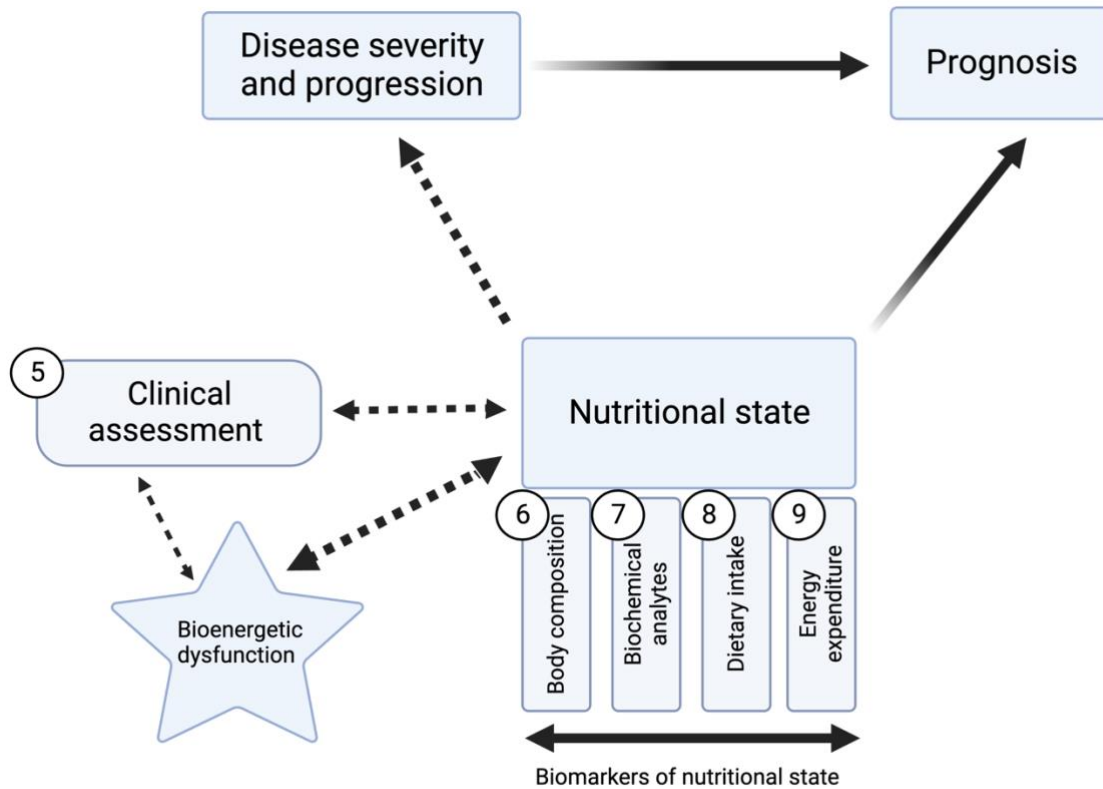 Disease severity
and progression
Prognosis
5
Clinical
assessment
Nutritional state
Bioenergetic
dysfunction
6
Body composition
7
Biochemical
analytes
8
Dietary intake
9
Energy
expenditure
Biomarkers of nutritional state